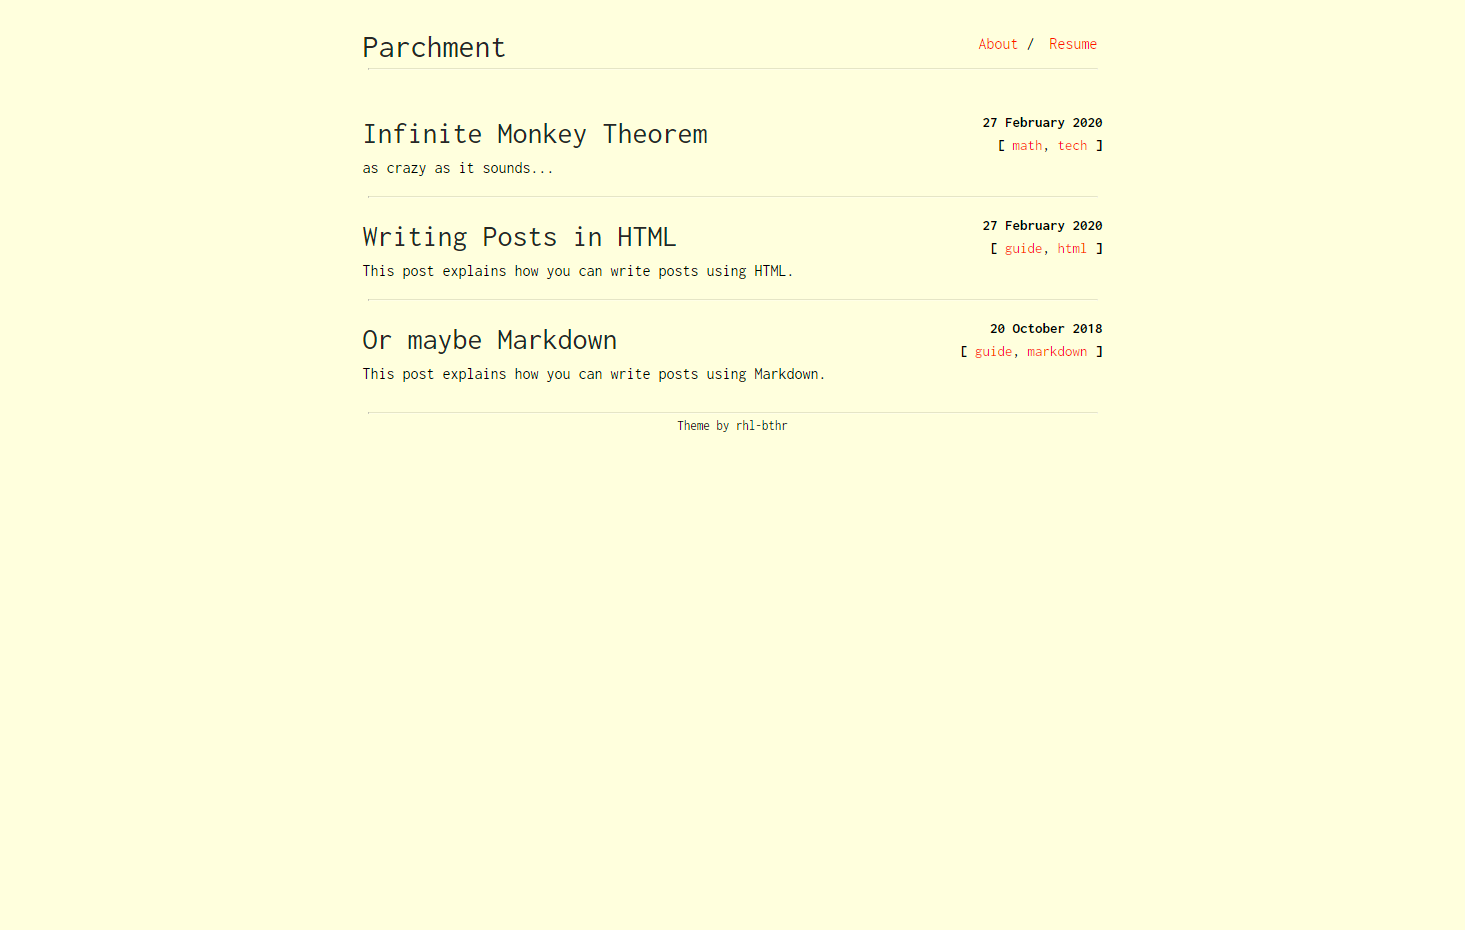 Parchment
About / Resume
Infinite Monkey Theorem
27 February 2020
[ math, tech ]
as crazy as it sounds...
Writing Posts in HTML
27 February 2020
[ guide, html ]
This post explains how you can write posts using HTML.
Or maybe Markdown
20 October 2018
[ guide, markdown ]
This post explains how you can write posts using Markdown.
Theme by rhl-bthr